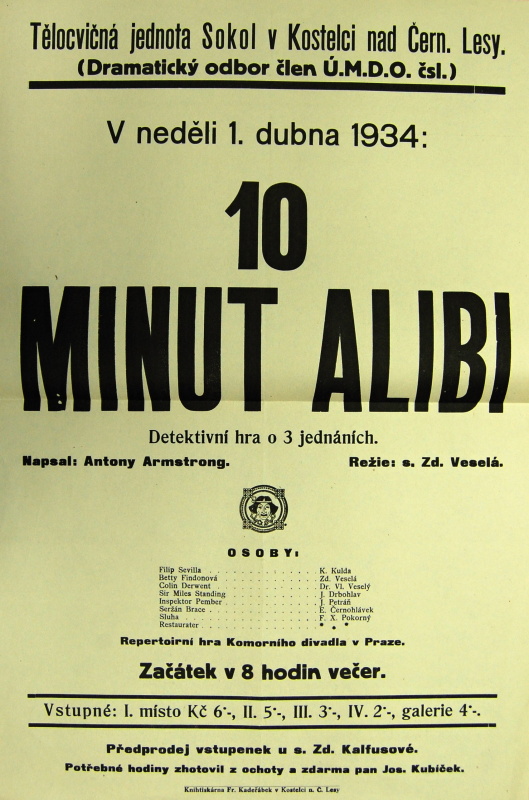 Tělocvičná jednota Sokol v Kostelci nad Čern. Lesy.
(Dramatický odbor člen Ú.M.D.O. čsl.)
V neděli 1. dubna 1934:
10
MINUT ALIBI
Detektivní hra o 3 jednáních.
Napsal: Antony Armstrong. Režie: s. Zd. Veselá.
OSOBY:
Filip Sevilla . . . . . . . . . . . . K. Kulda
Betty Findonová . . . . . . . . . . . . Zd. Veselá
Colin Derwent . . . . . . . . . . . . Dr. Vl. Veselý
Sir Miles Standing . . . . . . . . . . . . J. Drbohlav
Inspektor Pember . . . . . . . . . . . . J. Petráň
Seržán Brace . . . . . . . . . . . . E. Černohlávek
Sluha . . . . . . . . . . . . F. X. Pokorný
Restaurater . . . . . . . . . . . . * * *
Repertoirní hra Komorního divadla v Praze.
Začátek v 8 hodin večer.
Vstupné: I. místo Kč 6·-, II. 5·-, III. 3·-, IV. 2·-, galerie 4·-.
Předprodej vstupenek u s. Zd. Kalfusové.
Potřebné hodiny zhotovil z ochoty a zdarma pan Jos. Kubíček.
Knihtiskárna Fr. Kadeřábek v Kostelci n. Č. Lesy